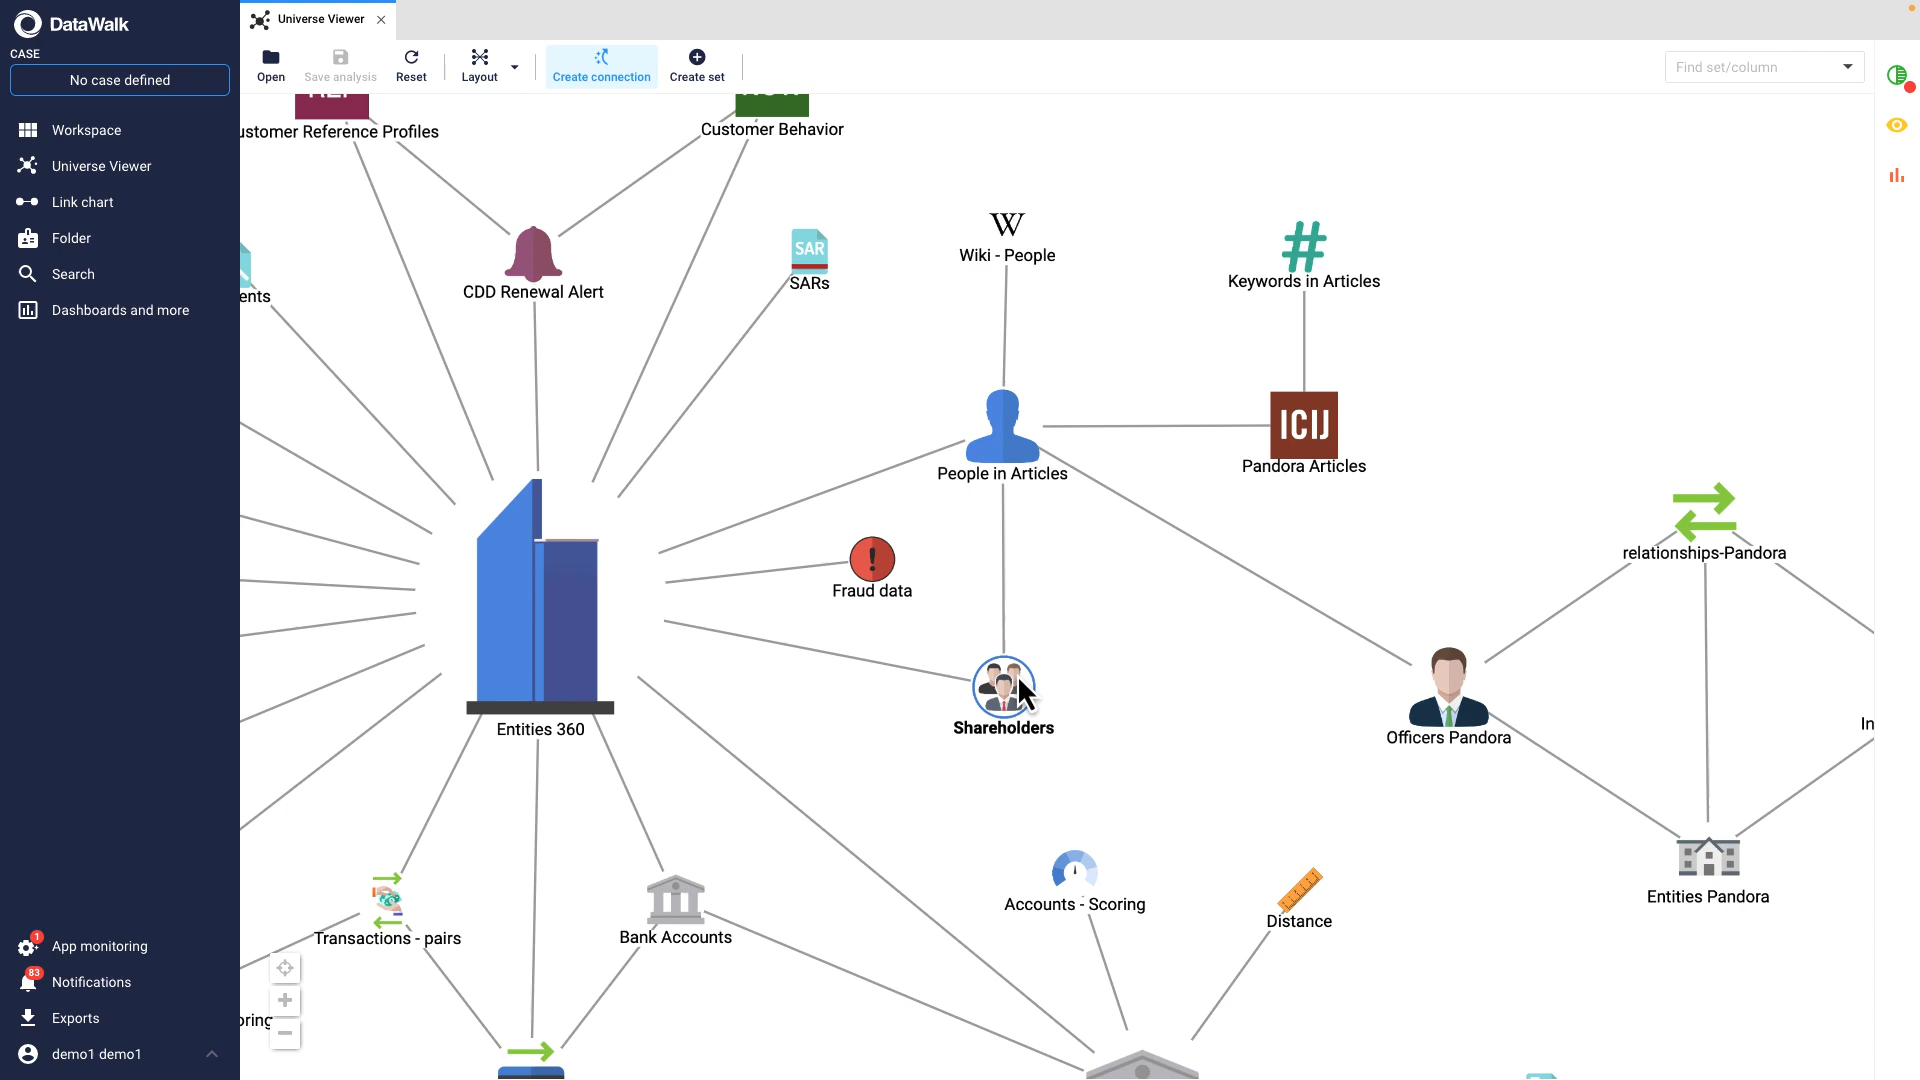 DataWalk
CASE
No case defined
Workspace
Universe Viewer
Link chart
Folder
Search
Dashboards and more
App monitoring
1
Notifications
83
Exports
demo1 demo1
Universe Viewer
Open
Save analysis
Reset
Layout
Create connection
Create set
Find set/column
ustomer Reference Profiles
Customer Behavior
W
Wiki - People
#
Keywords in Articles
SAR
SARs
CDD Renewal Alert
ents
ICIJ
Pandora Articles
People in Articles
relationships-Pandora
!
Fraud data
Shareholders
Entities 360
Officers Pandora
In
Entities Pandora
Accounts - Scoring
Distance
Transactions - pairs
Bank Accounts
oring